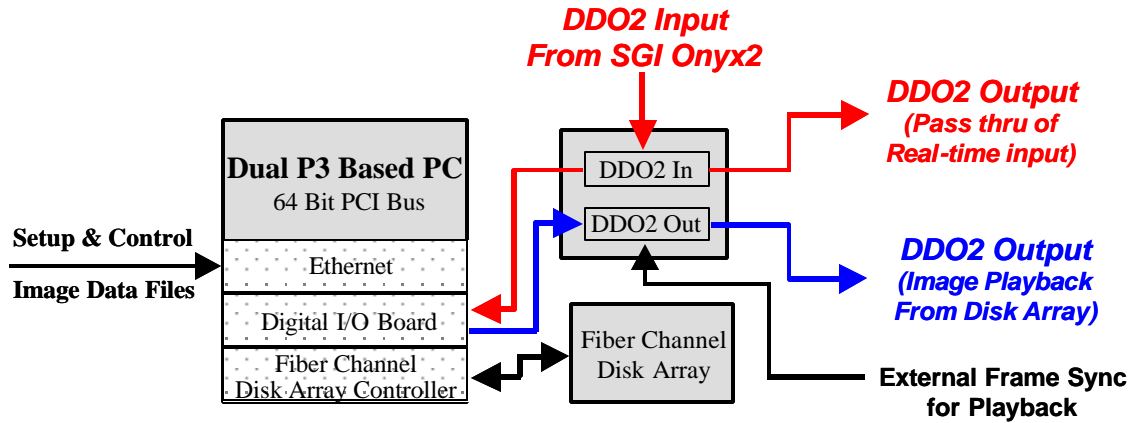 DDO2 Input
From SGI Onyx2
DDO2 Output
(Pass thru of
Real-time input)
Dual P3 Based PC
64 Bit PCI Bus
DDO2 In
DDO2 Out
Setup & Control
Image Data Files
Ethernet
DDO2 Output
(Image Playback
From Disk Array)
Digital I/O Board
Fiber Channel
Disk Array Controller
Fiber Channel
Disk Array
External Frame Sync
for Playback